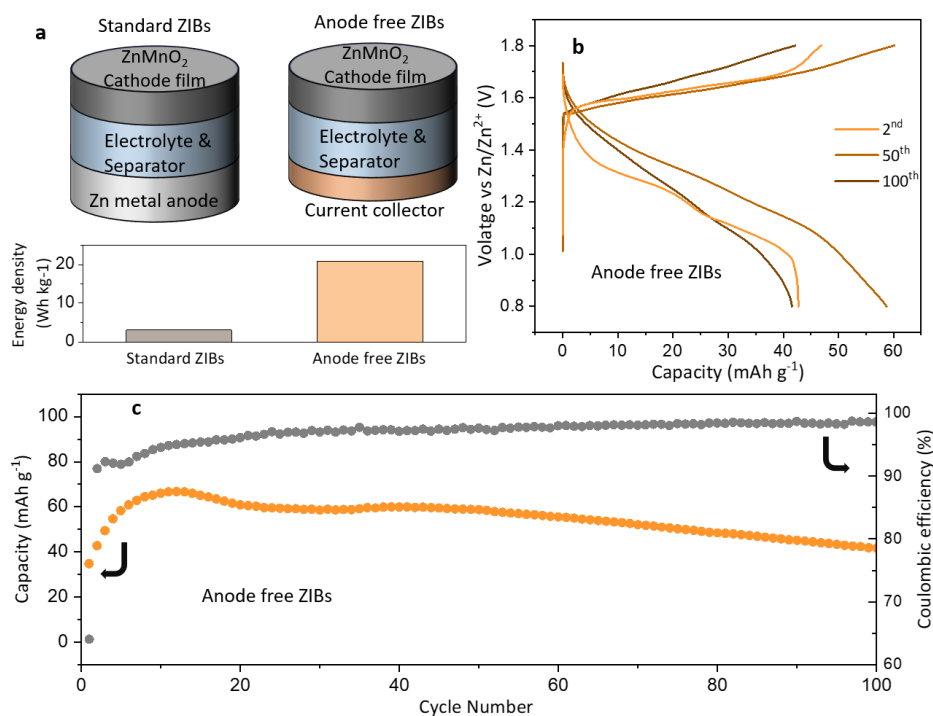 a
Standard ZIBs
Anode free ZIBs
ZnMnO2
Cathode film
Electrolyte &
Separator
Zn metal anode
ZnMnO2
Cathode film
Electrolyte &
Separator
Current collector
Energy density
(Wh kg-1)
20
10
0
Standard ZIBs
Anode free ZIBs
b
Volatge vs Zn/Zn²⁺ (V)
1.8
1.6
1.4
1.2
1.0
0.8
2nd
50th
100th
Anode free ZIBs
0
10
20
30
40
50
60
Capacity (mAh g⁻¹)
c
Capacity (mAh g⁻¹)
100
80
60
40
20
0
Anode free ZIBs
100
90
80
70
60
Coulombic efficiency (%)
0
20
40
60
80
100
Cycle Number